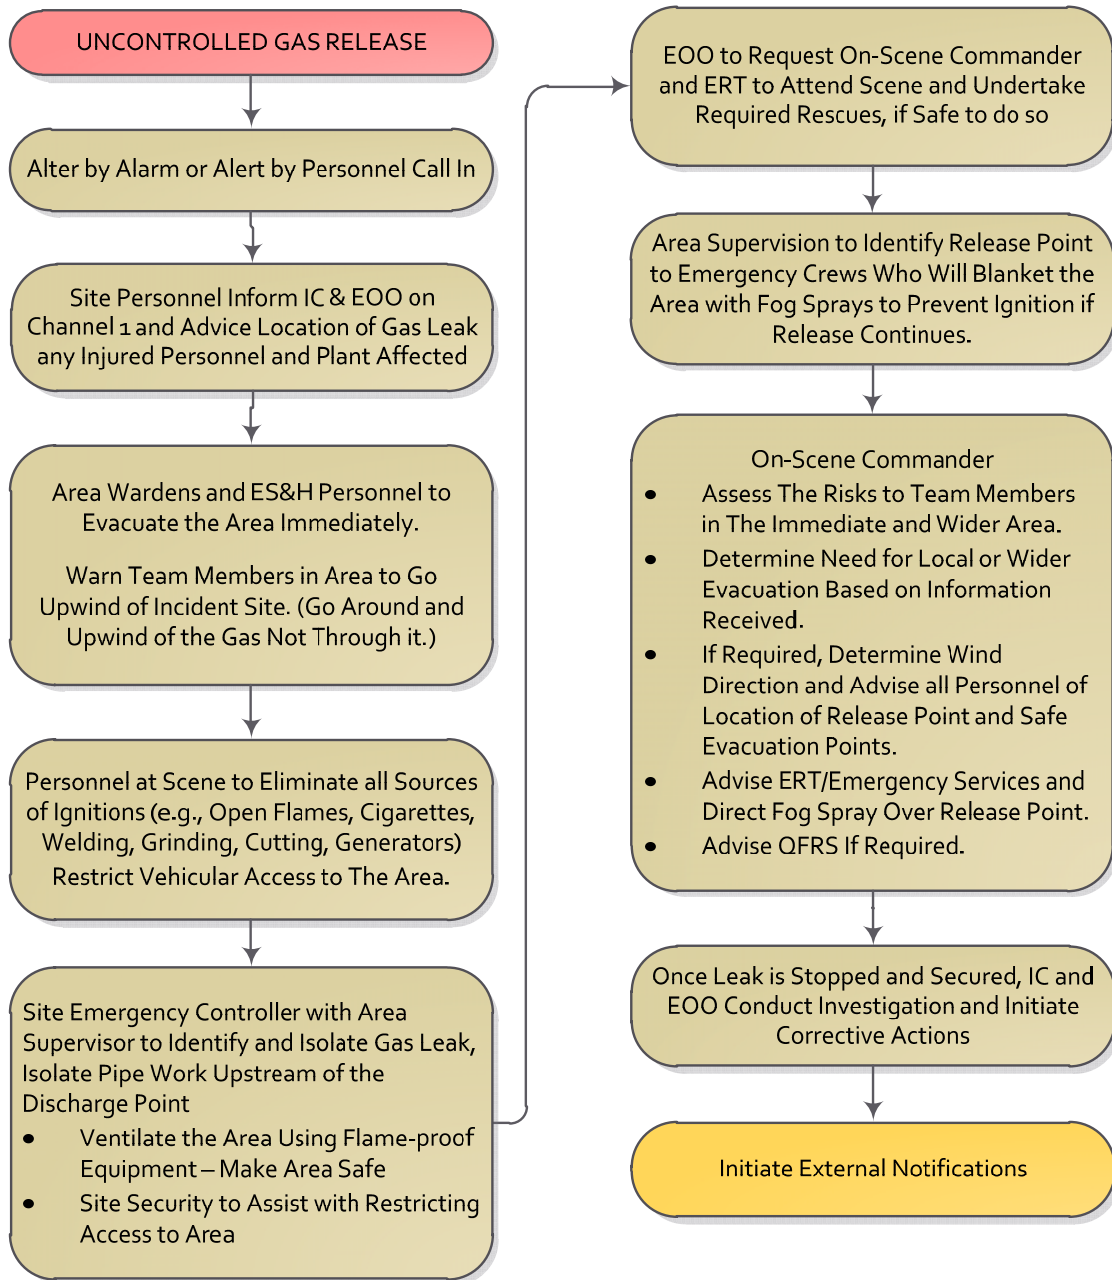 UNCONTROLLED GAS RELEASE
Alter by Alarm or Alert by Personnel Call In
Site Personnel Inform IC & EOO on
Channel 1 and Advice Location of Gas Leak
any Injured Personnel and Plant Affected
Area Wardens and ES&H Personnel to
Evacuate the Area Immediately.
Warn Team Members in Area to Go
Upwind of Incident Site. (Go Around and
Upwind of the Gas Not Through it.)
Personnel at Scene to Eliminate all Sources
of Ignitions (e.g., Open Flames, Cigarettes,
Welding, Grinding, Cutting, Generators)
Restrict Vehicular Access to The Area.
Site Emergency Controller with Area
Supervisor to Identify and Isolate Gas Leak,
Isolate Pipe Work Upstream of the
Discharge Point
• Ventilate the Area Using Flame-proof
Equipment – Make Area Safe
• Site Security to Assist with Restricting
Access to Area
EOO to Request On-Scene Commander
and ERT to Attend Scene and Undertake
Required Rescues, if Safe to do so
Area Supervision to Identify Release Point
to Emergency Crews Who Will Blanket the
Area with Fog Sprays to Prevent Ignition if
Release Continues.
On-Scene Commander
• Assess The Risks to Team Members
in The Immediate and Wider Area.
• Determine Need for Local or Wider
Evacuation Based on Information
Received.
• If Required, Determine Wind
Direction and Advise all Personnel of
Location of Release Point and Safe
Evacuation Points.
• Advise ERT/Emergency Services and
Direct Fog Spray Over Release Point.
• Advise QFRS If Required.
Once Leak is Stopped and Secured, IC and
EOO Conduct Investigation and Initiate
Corrective Actions
Initiate External Notifications